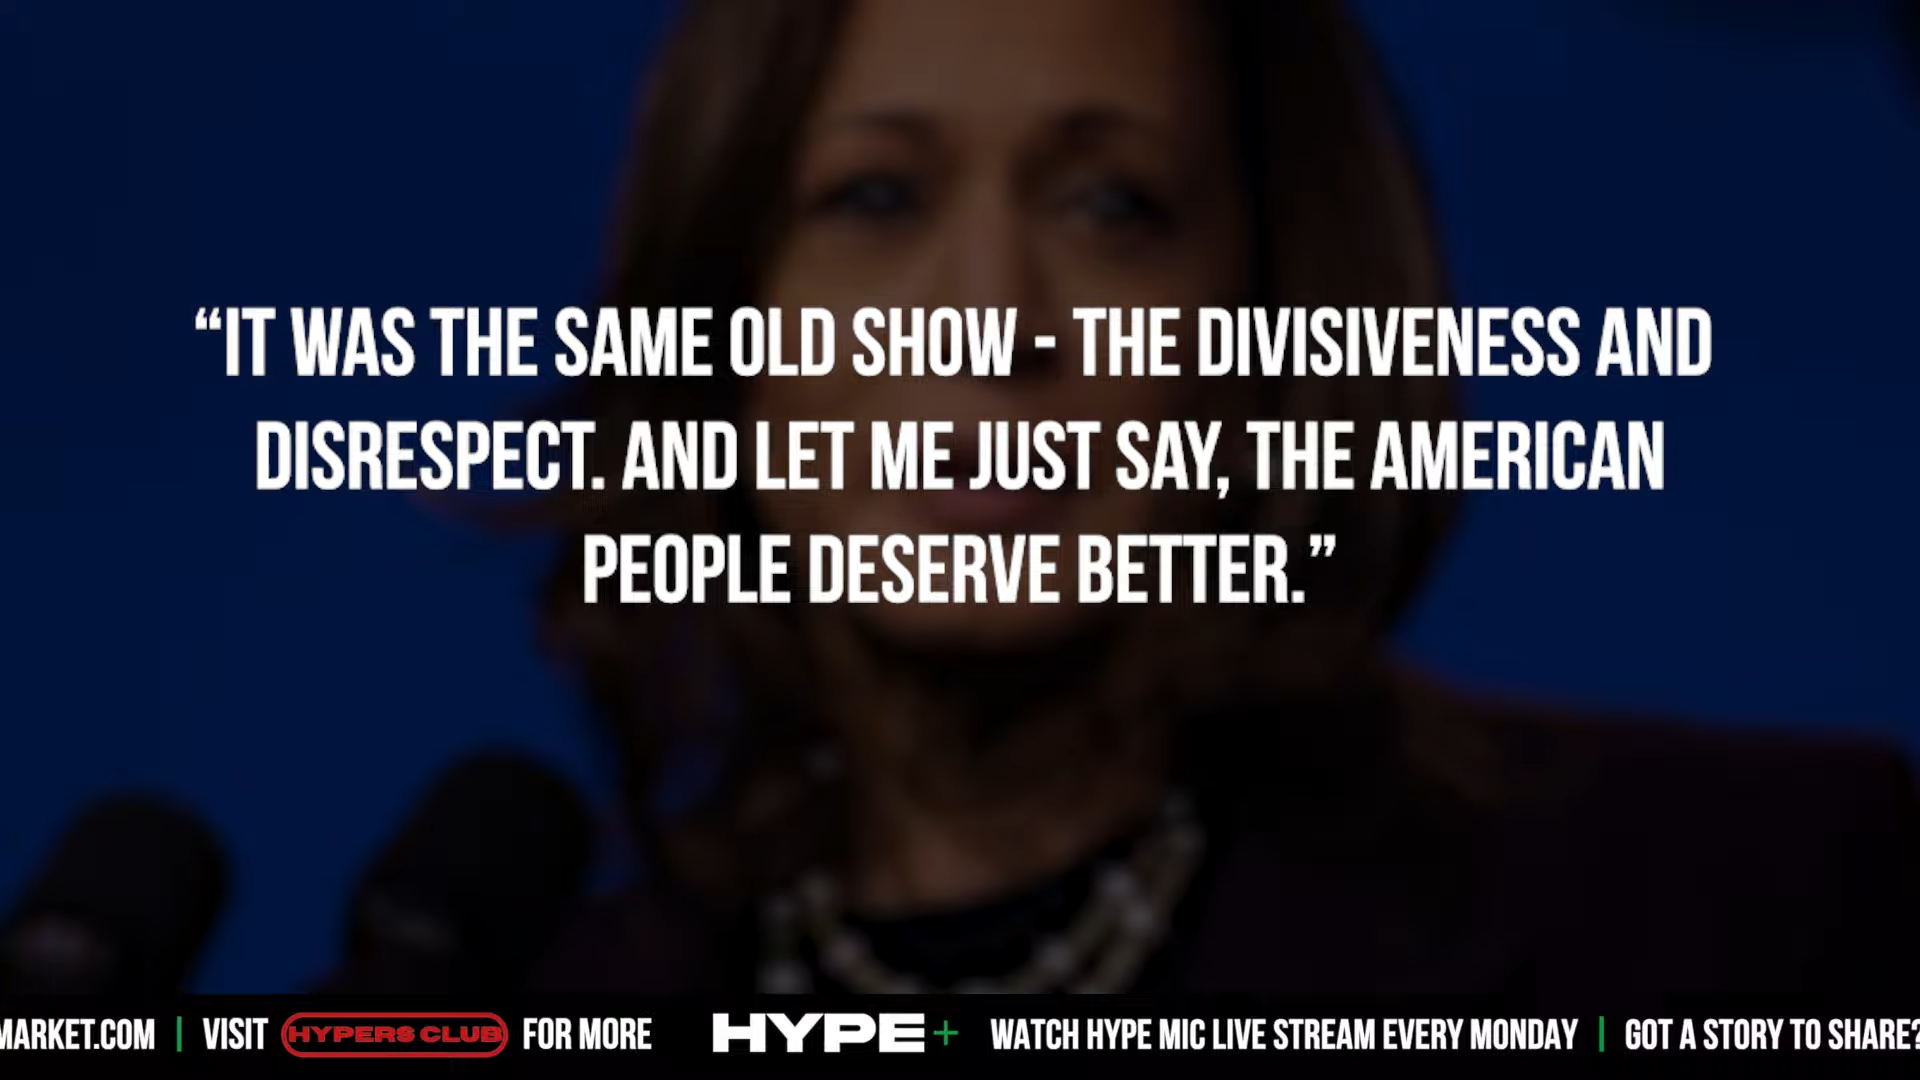 “IT WAS THE SAME OLD SHOW - THE DIVISIVENESS AND
DISRESPECT. AND LET ME JUST SAY, THE AMERICAN
PEOPLE DESERVE BETTER.”
MARKET.COM | VISIT HYPERS CLUB FOR MORE HYPE+ WATCH HYPE MIC LIVE STREAM EVERY MONDAY | GOT A STORY TO SHARE?